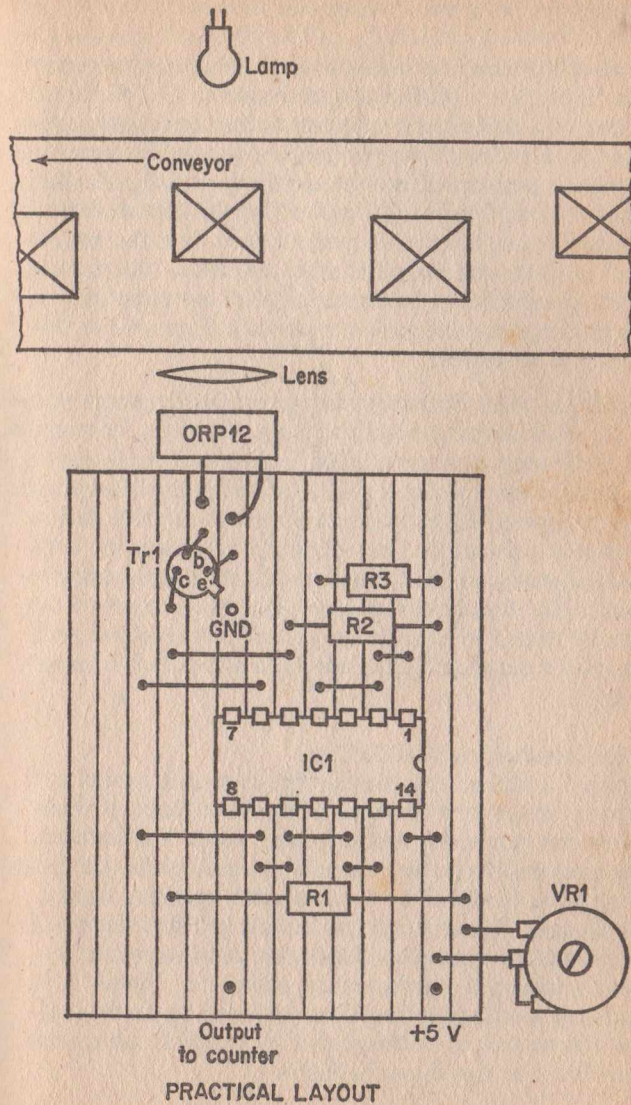 Lamp
Conveyor
Lens
ORP12
Tr1
b
c e
R3
GND
R2
7 1
IC1
8 14
R1
VR1
Output
to counter
+5 V
PRACTICAL LAYOUT